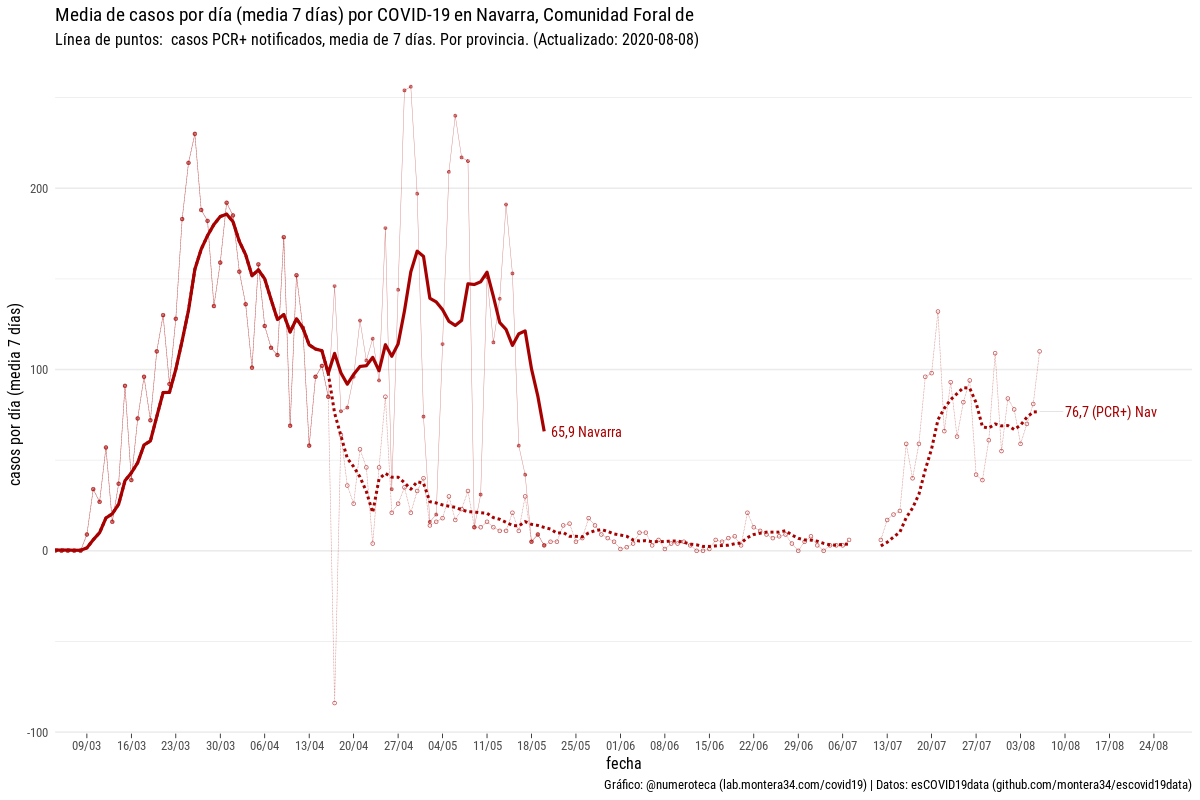 Media de casos por día (media 7 días) por COVID-19 en Navarra, Comunidad Foral de
Línea de puntos:  casos PCR+ notificados, media de 7 días. Por provincia. (Actualizado: 2020-08-08)
casos por día (media 7 días)
200
100
0
-100
65,9 Navarra
76,7 (PCR+) Nav
09/03 16/03 23/03 30/03 06/04 13/04 20/04 27/04 04/05 11/05 18/05 25/05 01/06 08/06 15/06 22/06 29/06 06/07 13/07 20/07 27/07 03/08 10/08 17/08 24/08
fecha
Gráfico: @numeroteca (lab.montera34.com/covid19) | Datos: esCOVID19data (github.com/montera34/escovid19data)